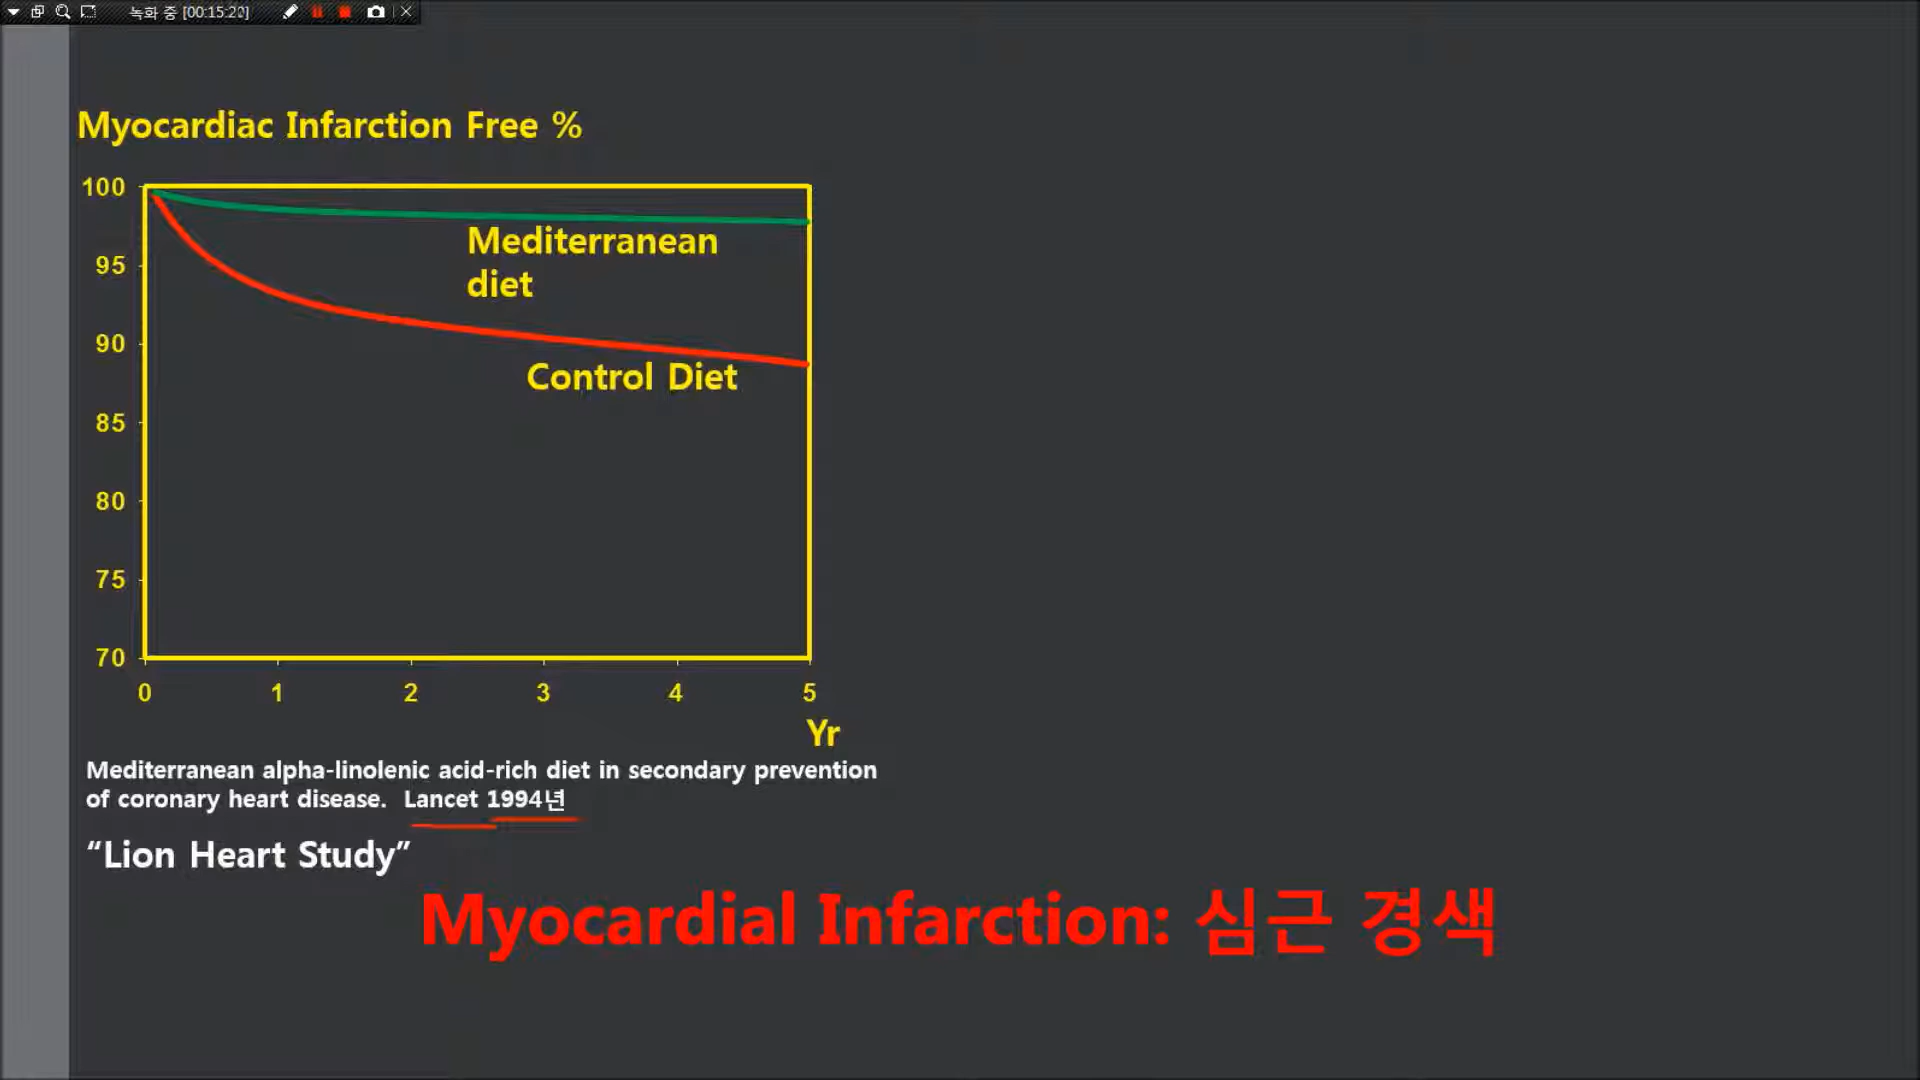 녹화 중 [00:15:20]
Myocardiac Infarction Free %
100
95
90
85
80
75
70
Mediterranean
diet
Control Diet
0 1 2 3 4 5
Yr
Mediterranean alpha-linolenic acid-rich diet in secondary prevention
of coronary heart disease. Lancet 1994년
“Lion Heart Study”
Myocardial Infarction: 심근 경색